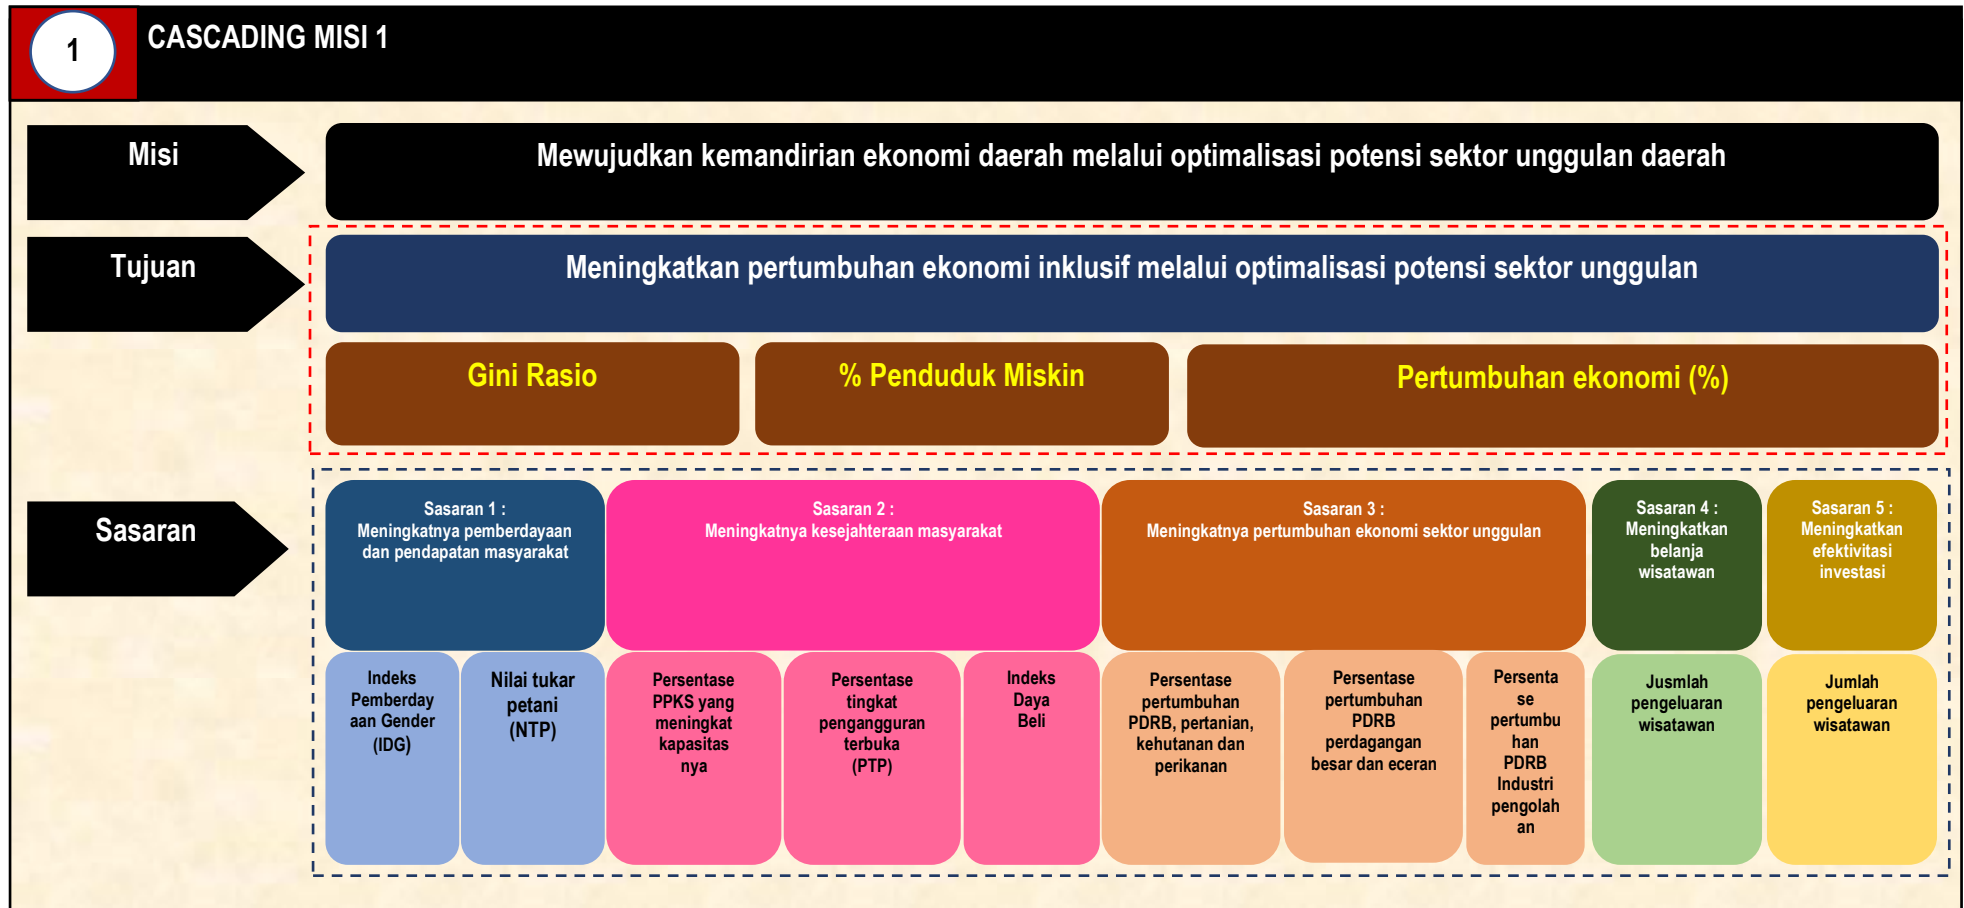 1
CASCADING MISI 1
Misi
Mewujudkan kemandirian ekonomi daerah melalui optimalisasi potensi sektor unggulan daerah
Tujuan
Meningkatkan pertumbuhan ekonomi inklusif melalui optimalisasi potensi sektor unggulan
Gini Rasio
% Penduduk Miskin
Pertumbuhan ekonomi (%)
Sasaran
Sasaran 1 :
Meningkatnya pemberdayaan
dan pendapatan masyarakat
Sasaran 2 :
Meningkatnya kesejahteraan masyarakat
Sasaran 3 :
Meningkatnya pertumbuhan ekonomi sektor unggulan
Sasaran 4 :
Meningkatkan
belanja
wisatawan
Sasaran 5 :
Meningkatkan
efektivitasi
investasi
Indeks
Pemberday
aan Gender
(IDG)
Nilai tukar
petani
(NTP)
Persentase
PPKS yang
meningkat
kapasitas
nya
Persentase
tingkat
pengangguran
terbuka
(PTP)
Indeks
Daya
Beli
Persentase
pertumbuhan
PDRB, pertanian,
kehutanan dan
perikanan
Persentase
pertumbuhan
PDRB
perdagangan
besar dan eceran
Persenta
se
pertumbu
han
PDRB
Industri
pengolah
an
Jusmlah
pengeluaran
wisatawan
Jumlah
pengeluaran
wisatawan